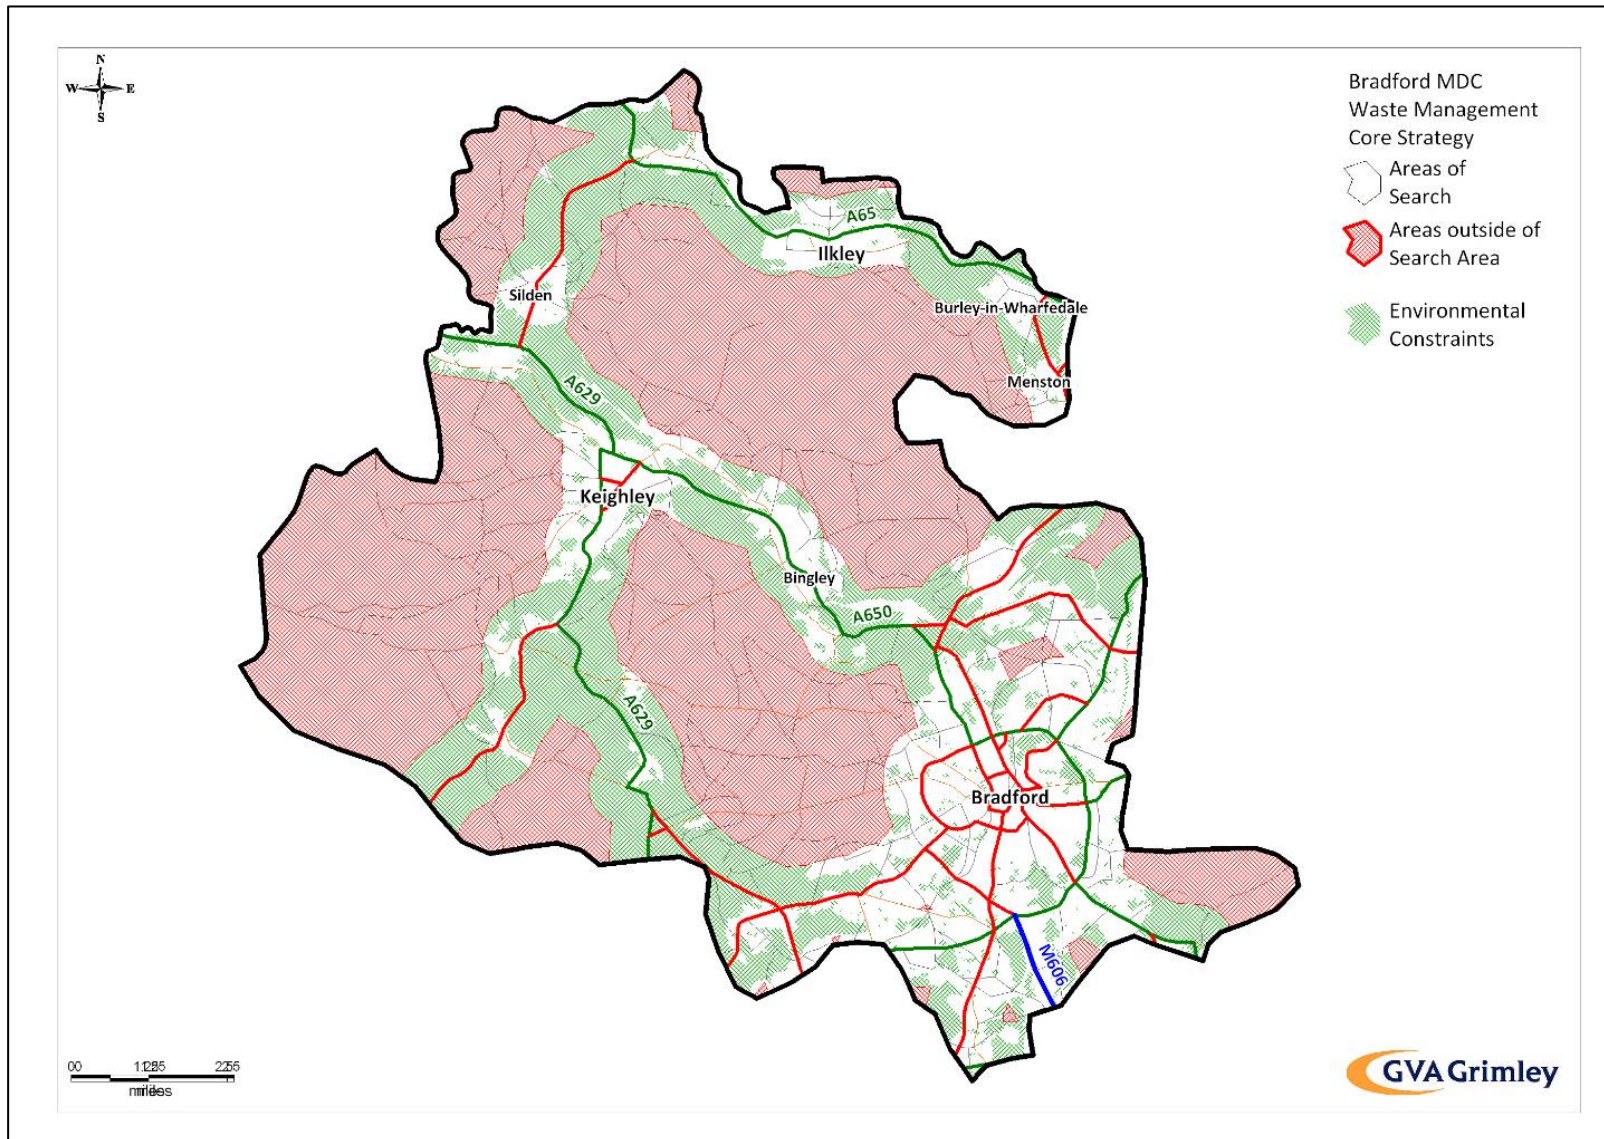 N
W E
S
Bradford MDC
Waste Management
Core Strategy
Areas of
Search
Areas outside of
Search Area
Environmental
Constraints
A65
Ilkley
Silden
Burley-in-Wharfedale
Menston
A629
Keighley
Bingley
A650
A629
Bradford
M606
GVA Grimley